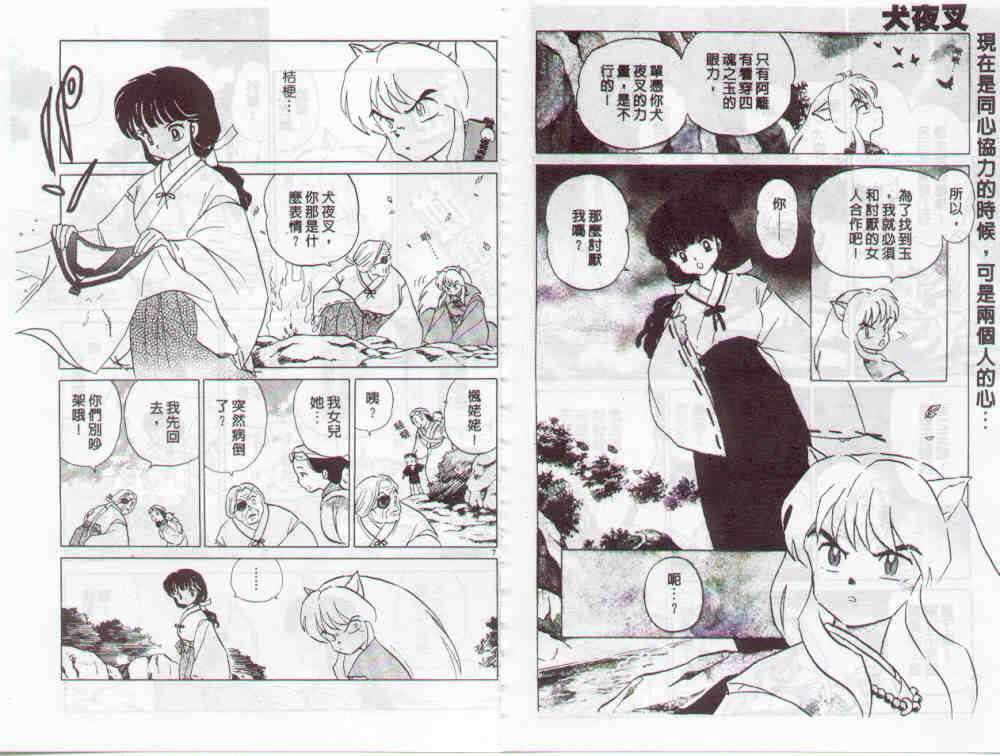 犬夜叉
現在是同心協力的時候，可是兩個人的心…
只有阿籬
有看穿四
魂之玉的
眼力，
單憑你犬
夜叉的力
量，是不
行的！
所以，
為了找到玉
，我就必須
和討厭的女
人合作吧！
你──
那麼討厭
我嗎？
呃…？
桔梗…
犬夜叉，
你那是什
麼表情？
楓姥姥！
咦？
我女兒
她…
突然病倒
了？
我先回
去，
你們別吵
架哦！
7
……